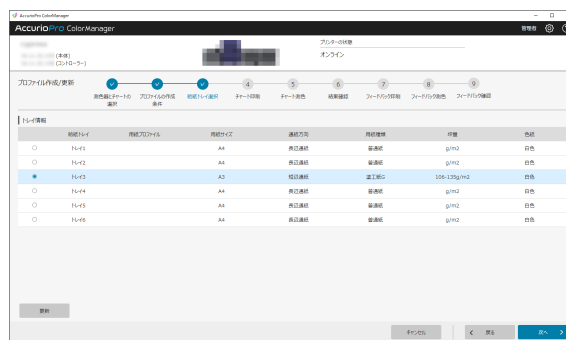 AccurioPro ColorManager
AccurioPro ColorManager
管理者
(本体)
(コントローラー)
プリンターの状態
オンライン
プロファイル作成/更新
測色器とチャートの選択
プロファイルの作成条件
給紙トレイ選択
4 チャート印刷
5 チャート測色
6 結果確認
7 フィードバック印刷
8 フィードバック測色
9 フィードバック確認
トレイ情報
給紙トレイ 用紙プロファイル 用紙サイズ 通紙方向 用紙種類 坪量 色紙
トレイ1 A4 長辺通紙 普通紙 g/m2 白色
トレイ2 A4 長辺通紙 普通紙 g/m2 白色
トレイ3 A3 短辺通紙 塗工紙G 106-135g/m2 白色
トレイ4 A4 長辺通紙 普通紙 g/m2 白色
トレイ5 A4 長辺通紙 普通紙 g/m2 白色
トレイ6 A4 長辺通紙 普通紙 g/m2 白色
更新
キャンセル
戻る
次へ